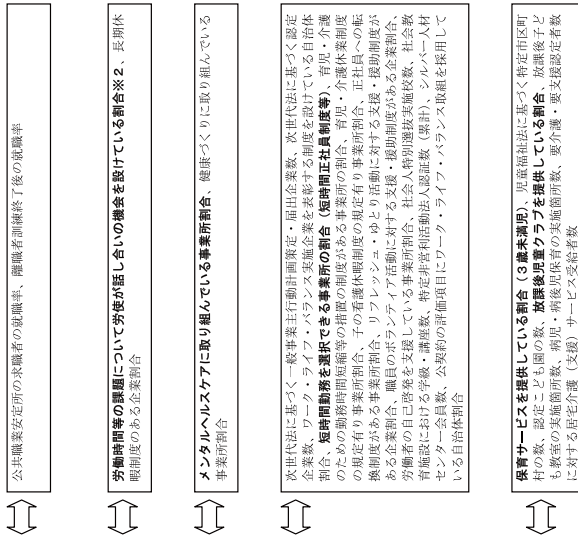 公共職業安定所の求職者の就職率、離職者訓練終了後の就職率
労働時間等の課題について労使が話し合いの機会を設けている割合※2、長期休
暇制度のある企業割合
メンタルヘルスケアに取り組んでいる事業所割合、健康づくりに取り組んでいる
事業所割合
次世代法に基づく一般事業主行動計画策定・届出企業数、次世代法に基づく認定
企業数、ワーク・ライフ・バランス実施企業を表彰する制度を設けている自治体
割合、短時間勤務を選択できる事業所の割合（短時間正社員制度等）、育児・介護
のための勤務時間短縮等の措置の制度がある事業所の割合、育児・介護休業制度
の規定有り事業所割合、子の看護休暇制度の規定有り事業所割合、正社員への転
換制度がある事業所割合、リフレッシュ・ゆとり活動に対する支援・援助制度が
ある企業割合、職員のボランティア活動に対する支援・援助制度がある企業割合、
労働者の自己啓発を支援している事業所割合、社会人特別選抜実施校数、社会教
育施設における学級・講座数、特定非営利活動法人認証数（累計）、シルバー人材
センター会員数、公契約の評価項目にワーク・ライフ・バランス取組を採用して
いる自治体割合
保育サービスを提供している割合（3歳未満児）、児童福祉法に基づく特定市区町
村の数、認定こども園の数、放課後児童クラブを提供している割合、放課後子ど
も教室の実施箇所数、病児・病後児保育の実施箇所数、要介護・要支援認定者数
に対する居宅介護（支援）サービス受給者数